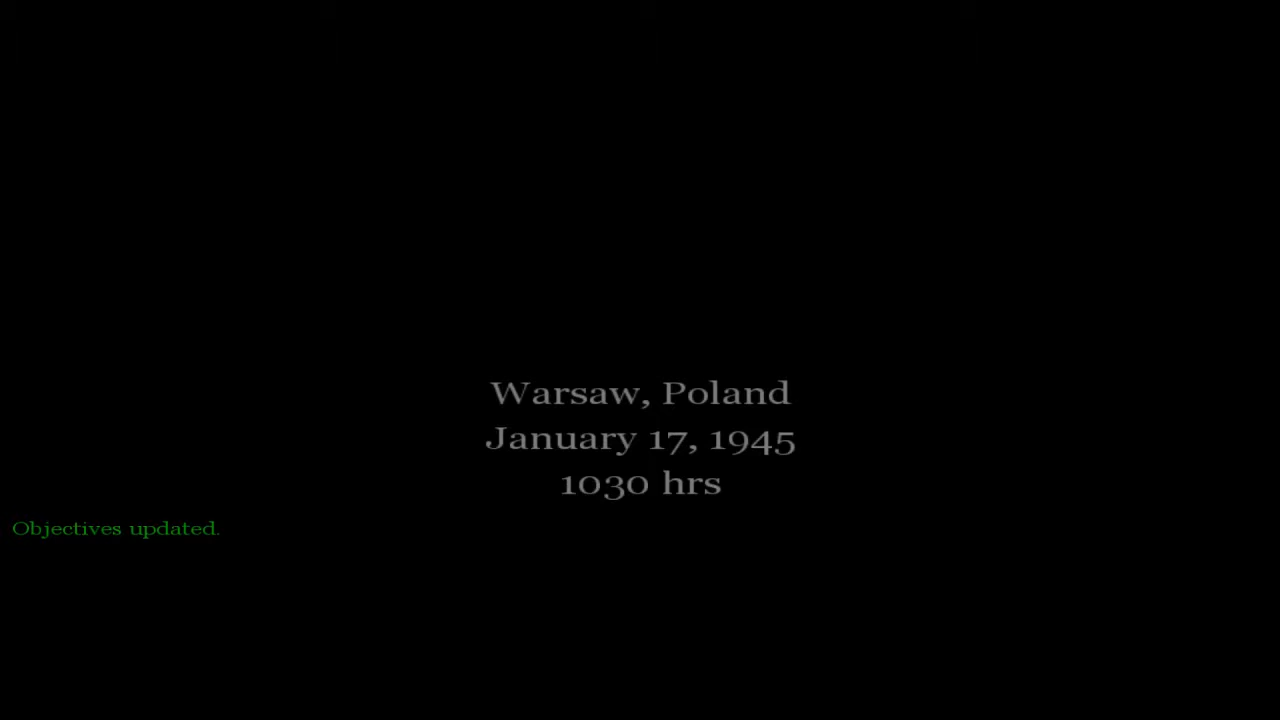 Warsaw, Poland
January 17, 1945
1030 hrs
Objectives updated.